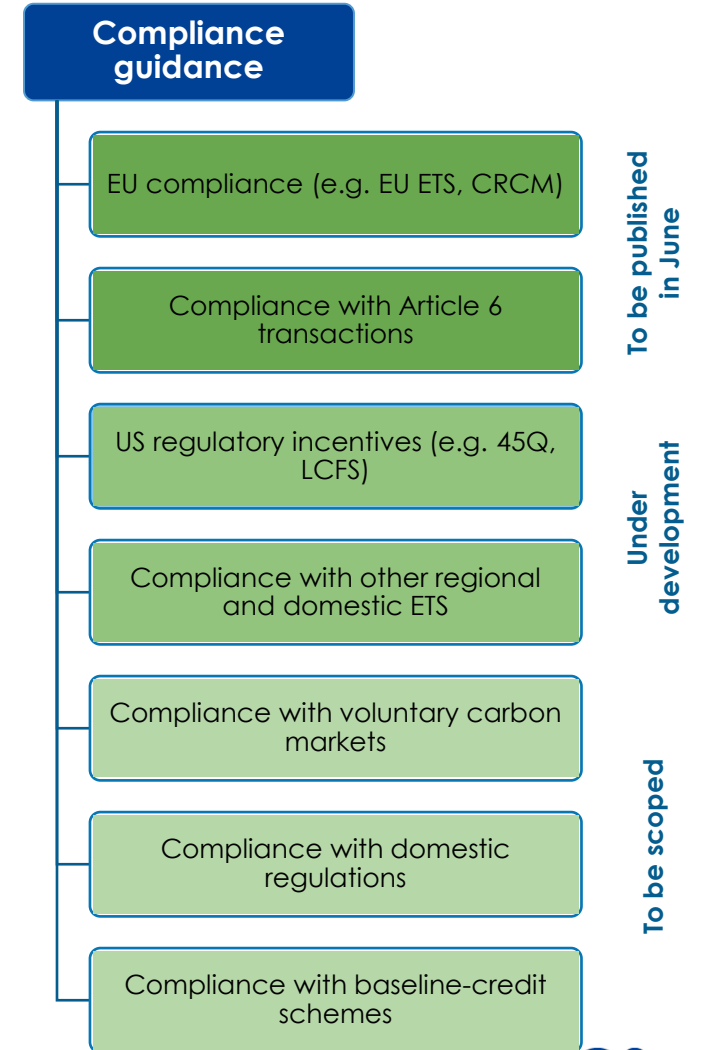 Compliance
guidance
EU compliance (e.g. EU ETS, CRCM)
Compliance with Article 6
transactions
To be published
in June
US regulatory incentives (e.g. 45Q,
LCFS)
Compliance with other regional
and domestic ETS
Under
development
Compliance with voluntary carbon
markets
Compliance with domestic
regulations
Compliance with baseline-credit
schemes
To be scoped